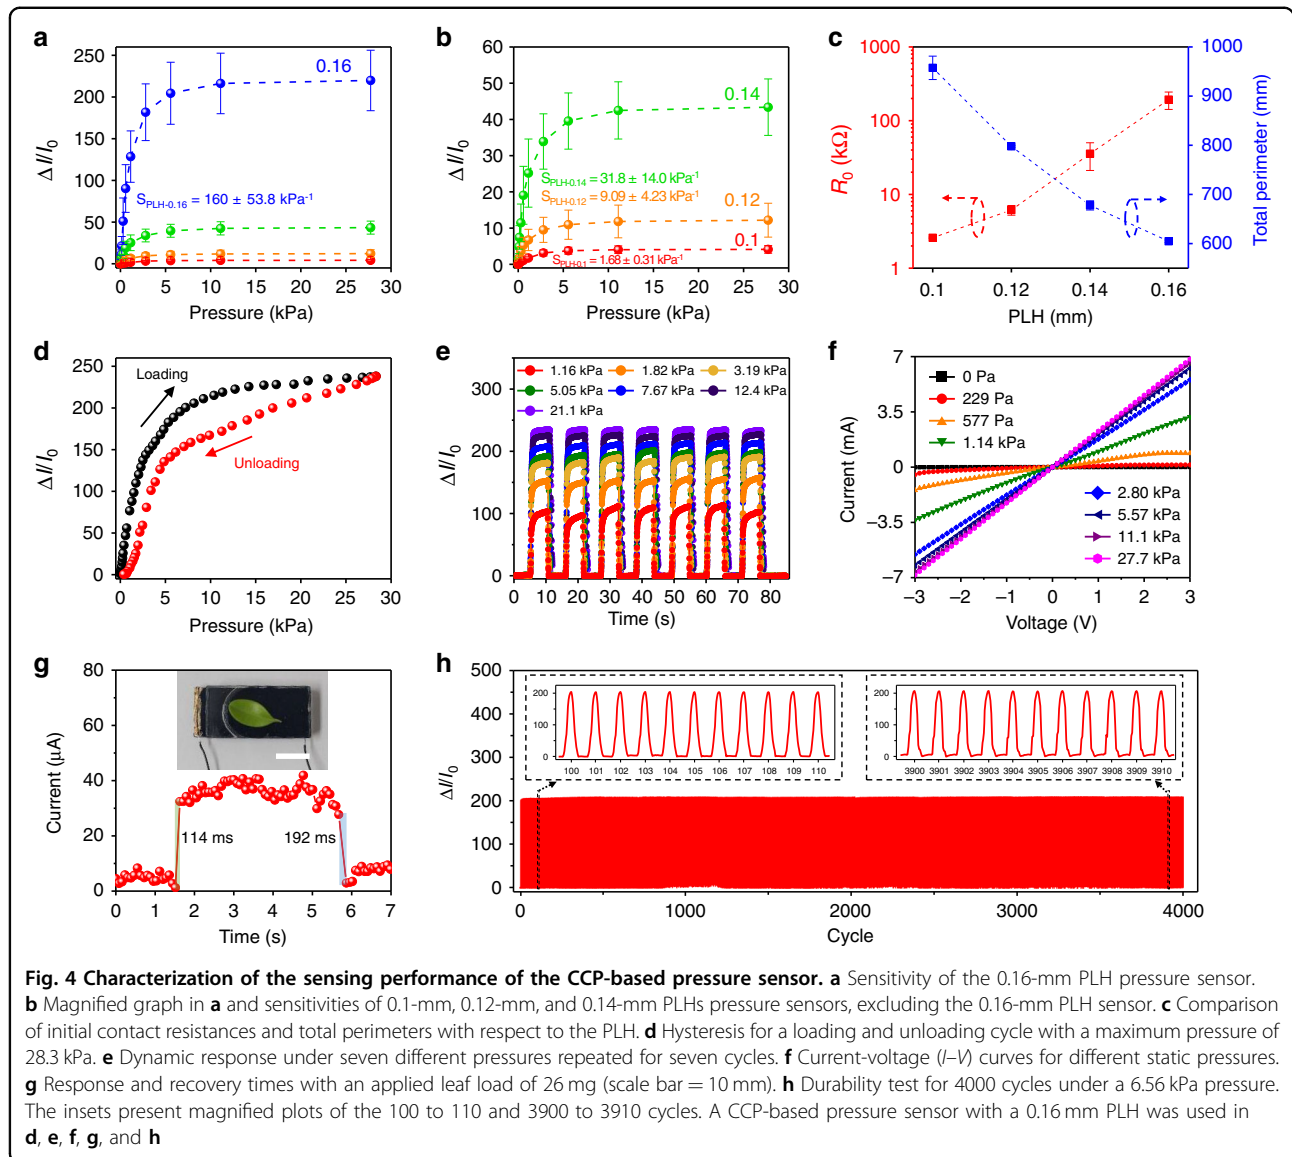 a
250
200
150
100
50
0
ΔI/I0
0.16
SPLH-0.16 = 160 ± 53.8 kPa-1
0 5 10 15 20 25 30
Pressure (kPa)
b
60
50
40
30
20
10
0
ΔI/I0
0.14
SPLH-0.14 = 31.8 ± 14.0 kPa-1
SPLH-0.12 = 9.09 ± 4.23 kPa-1
0.12
0.1
SPLH-0.1 = 1.68 ± 0.31 kPa-1
0 5 10 15 20 25 30
Pressure (kPa)
c
1000
100
10
1
R0 (kΩ)
1000
900
800
700
600
Total perimeter (mm)
0.1 0.12 0.14 0.16
PLH (mm)
d
250
200
150
100
50
0
ΔI/I0
Loading
Unloading
0 5 10 15 20 25 30
Pressure (kPa)
e
300
200
100
0
ΔI/I0
1.16 kPa 1.82 kPa 3.19 kPa
5.05 kPa 7.67 kPa 12.4 kPa
21.1 kPa
0 10 20 30 40 50 60 70 80
Time (s)
f
7
3.5
0
−3.5
−7
Current (mA)
0 Pa
229 Pa
577 Pa
1.14 kPa
2.80 kPa
5.57 kPa
11.1 kPa
27.7 kPa
−3 −2 −1 0 1 2 3
Voltage (V)
g
80
60
40
20
0
Current (µA)
114 ms 192 ms
0 1 2 3 4 5 6 7
Time (s)
h
500
400
300
200
100
0
ΔI/I0
200
100
0
100 101 102 103 104 105 106 107 108 109 110
200
100
0
3900 3901 3902 3903 3904 3905 3906 3907 3908 3909 3910
0 1000 2000 3000 4000
Cycle
Fig. 4 Characterization of the sensing performance of the CCP-based pressure sensor. a Sensitivity of the 0.16-mm PLH pressure sensor.
b Magnified graph in a and sensitivities of 0.1-mm, 0.12-mm, and 0.14-mm PLHs pressure sensors, excluding the 0.16-mm PLH sensor. c Comparison
of initial contact resistances and total perimeters with respect to the PLH. d Hysteresis for a loading and unloading cycle with a maximum pressure of
28.3 kPa. e Dynamic response under seven different pressures repeated for seven cycles. f Current-voltage (I–V) curves for different static pressures.
g Response and recovery times with an applied leaf load of 26 mg (scale bar = 10 mm). h Durability test for 4000 cycles under a 6.56 kPa pressure.
The insets present magnified plots of the 100 to 110 and 3900 to 3910 cycles. A CCP-based pressure sensor with a 0.16 mm PLH was used in
d, e, f, g, and h